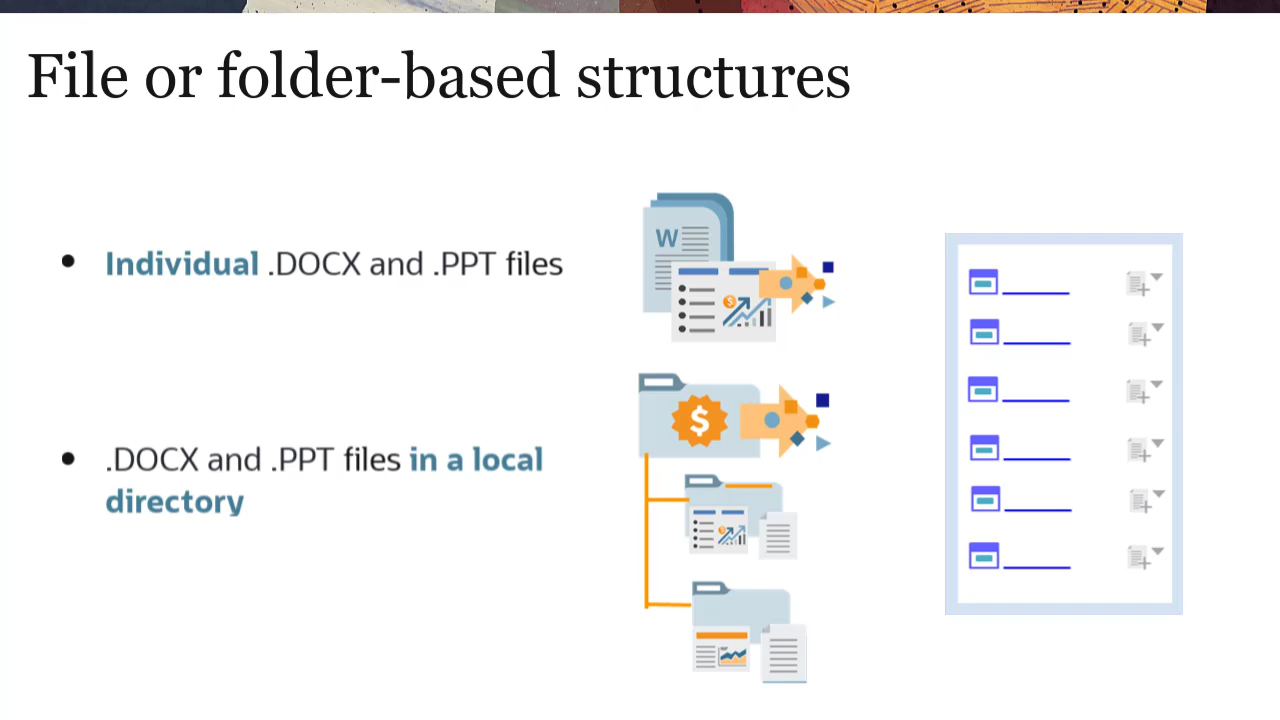 File or folder-based structures
Individual .DOCX and .PPT files
.DOCX and .PPT files in a local
directory
W
$
$
$